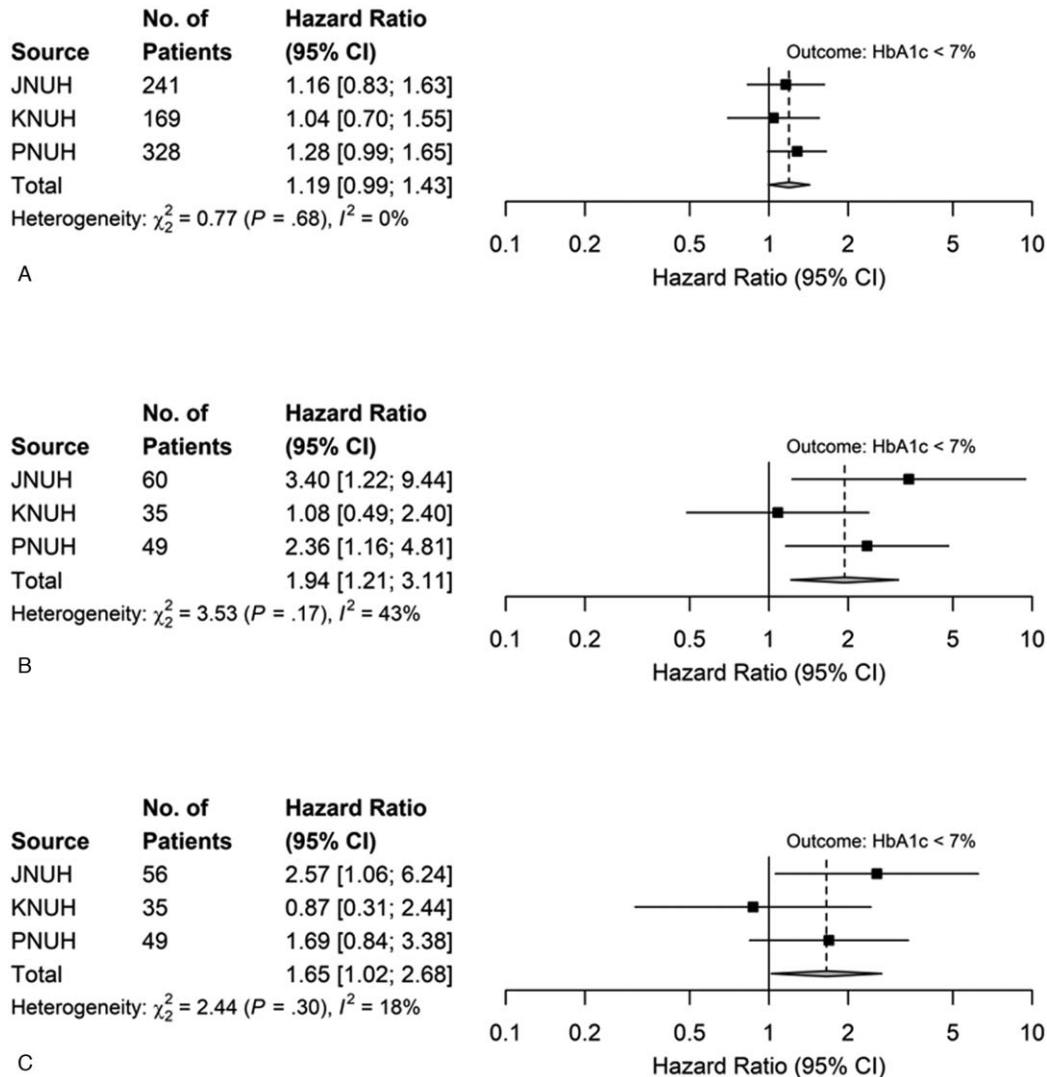 No. of Hazard Ratio
Source Patients (95% CI) Outcome: HbA1c < 7%
JNUH 241 1.16 [0.83; 1.63]
KNUH 169 1.04 [0.70; 1.55]
PNUH 328 1.28 [0.99; 1.65]
Total 1.19 [0.99; 1.43]
Heterogeneity: χ²₂ = 0.77 (P = .68), I² = 0%
0.1 0.5 1 2 5 10
Hazard Ratio (95% CI)
A
No. of Hazard Ratio
Source Patients (95% CI) Outcome: HbA1c < 7%
JNUH 60 3.40 [1.22; 9.44]
KNUH 35 1.08 [0.49; 2.40]
PNUH 49 2.36 [1.16; 4.81]
Total 1.94 [1.21; 3.11]
Heterogeneity: χ²₂ = 3.53 (P = .17), I² = 43%
0.1 0.5 1 2 5 10
Hazard Ratio (95% CI)
B
No. of Hazard Ratio
Source Patients (95% CI) Outcome: HbA1c < 7%
JNUH 56 2.57 [1.06; 6.24]
KNUH 35 0.87 [0.31; 2.44]
PNUH 49 1.69 [0.84; 3.38]
Total 1.65 [1.02; 2.68]
Heterogeneity: χ²₂ = 2.44 (P = .30), I² = 18%
0.1 0.5 1 2 5 10
Hazard Ratio (95% CI)
C